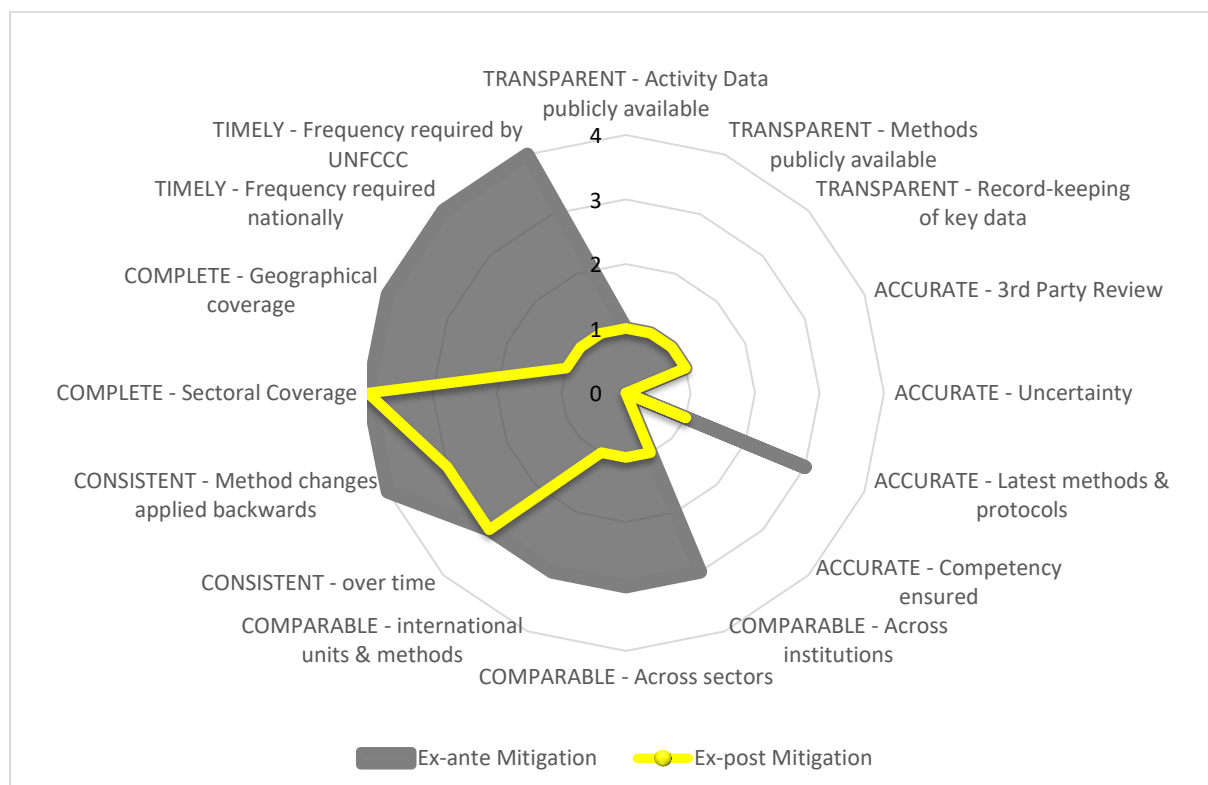 TRANSPARENT - Activity Data
publicly available
TRANSPARENT - Methods
publicly available
TRANSPARENT - Record-keeping
of key data
ACCURATE - 3rd Party Review
ACCURATE - Uncertainty
ACCURATE - Latest methods &
protocols
ACCURATE - Competency
ensured
COMPARABLE - Across
institutions
COMPARABLE - Across sectors
COMPARABLE - international
units & methods
CONSISTENT - over time
CONSISTENT - Method changes
applied backwards
COMPLETE - Sectoral Coverage
COMPLETE - Geographical
coverage
TIMELY - Frequency required
nationally
TIMELY - Frequency required by
UNFCCC
4
3
2
1
0
Ex-ante Mitigation
Ex-post Mitigation